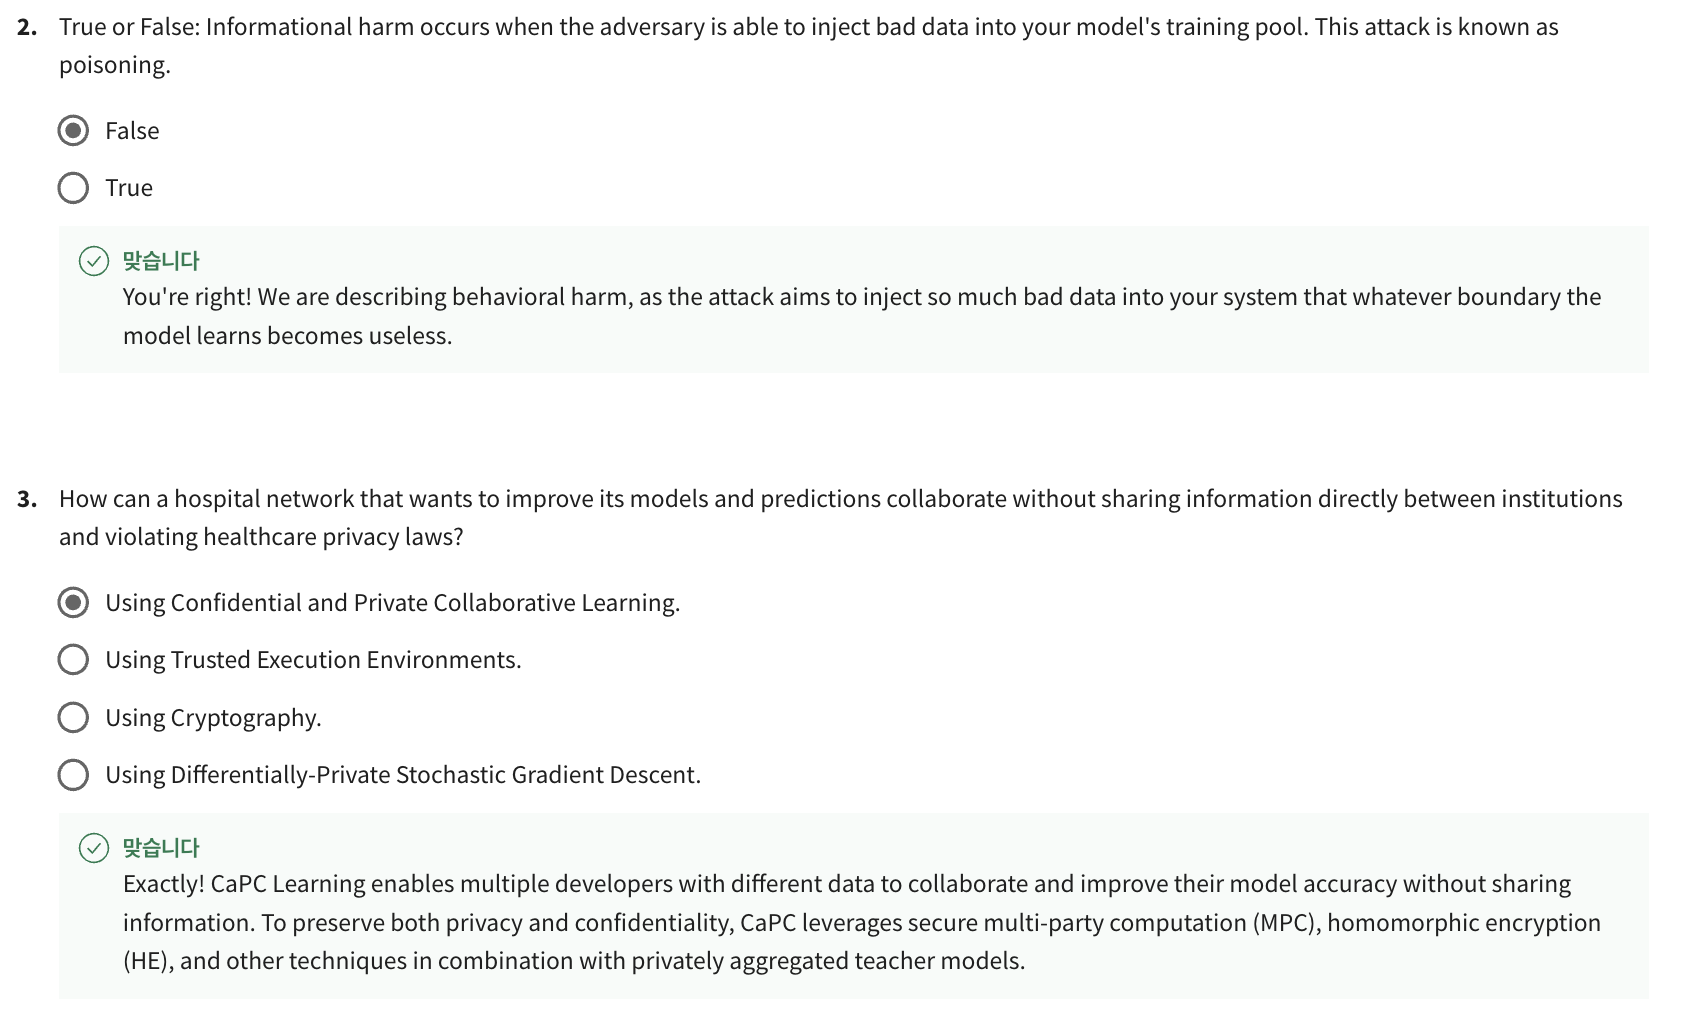 2. True or False: Informational harm occurs when the adversary is able to inject bad data into your model's training pool. This attack is known as
poisoning.
False
True
맞습니다
You're right! We are describing behavioral harm, as the attack aims to inject so much bad data into your system that whatever boundary the
model learns becomes useless.
3. How can a hospital network that wants to improve its models and predictions collaborate without sharing information directly between institutions
and violating healthcare privacy laws?
Using Confidential and Private Collaborative Learning.
Using Trusted Execution Environments.
Using Cryptography.
Using Differentially-Private Stochastic Gradient Descent.
맞습니다
Exactly! CaPC Learning enables multiple developers with different data to collaborate and improve their model accuracy without sharing
information. To preserve both privacy and confidentiality, CaPC leverages secure multi-party computation (MPC), homomorphic encryption
(HE), and other techniques in combination with privately aggregated teacher models.